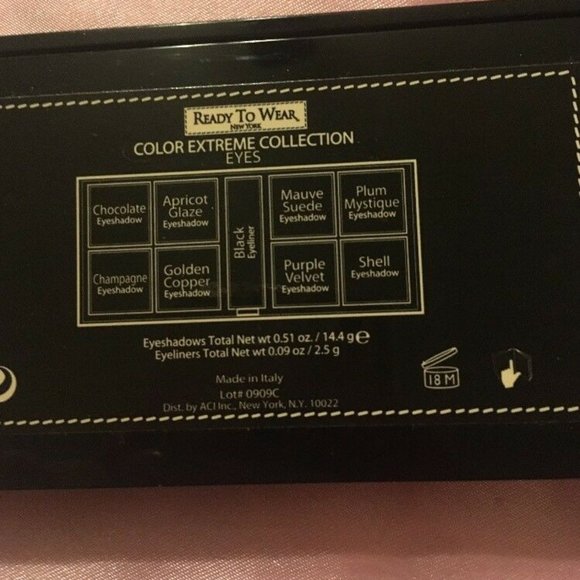 READY TO WEAR
NEW YORK
COLOR EXTREME COLLECTION
EYES
Chocolate
Eyeshadow
Apricot
Glaze
Eyeshadow
Black
Eyeliner
Mauve
Suede
Eyeshadow
Plum
Mystique
Eyeshadow
Champagne
Eyeshadow
Golden
Copper
Eyeshadow
Purple
Velvet
Eyeshadow
Shell
Eyeshadow
Eyeshadows Total Net wt 0.51 oz. / 14.4 g e
Eyeliners Total Net wt 0.09 oz / 2.5 g
Made in Italy
Lot# 0909C
Dist. by ACI Inc., New York, N.Y. 10022
18 M